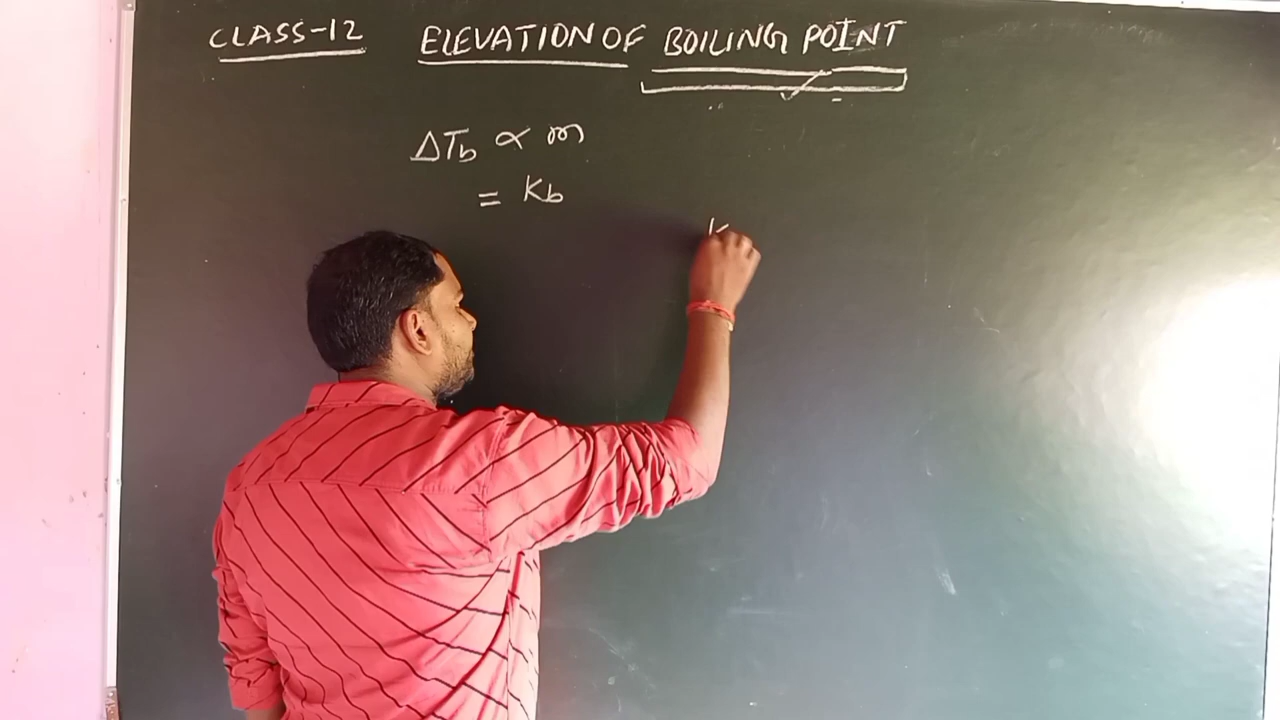 CLASS-12 ELEVATION OF BOILING POINT
ΔTb ∝ m
= Kb
K